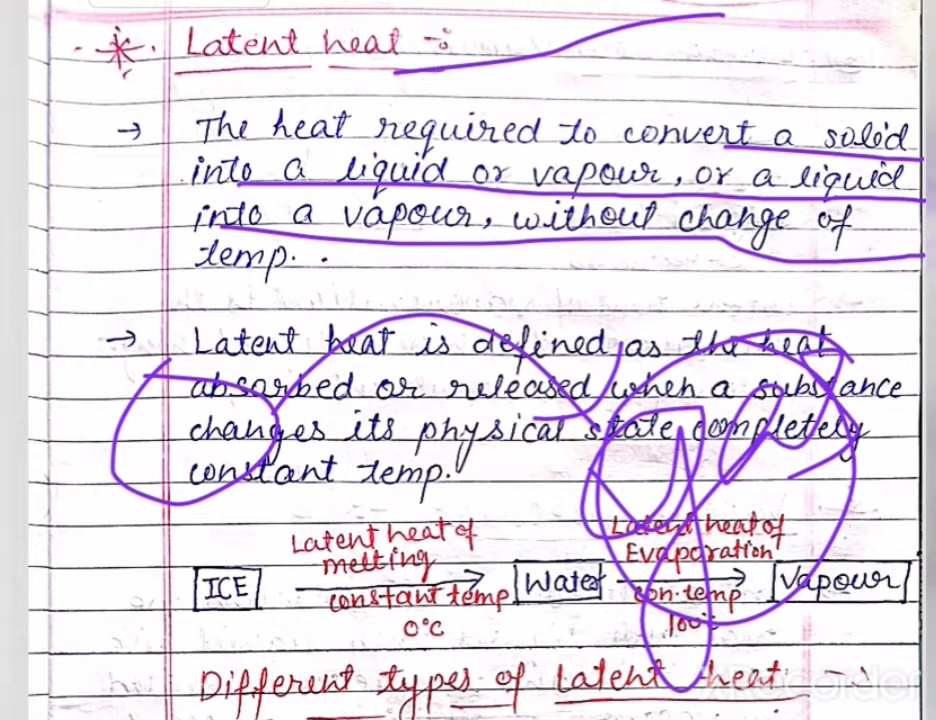 Latent heat -:
→ The heat required to convert a solid
into a liquid or vapour, or a liquid
into a vapour, without change of
temp. .
→ Latent heat is defined, as the heat
absorbed or released when a substance
changes its physical state completely
constant temp.
Latent heat of
melting
Latent heat of
Evaporation
ICE → Water → Vapour
constant temp
0°C
con. temp
100°C
Different types of latent heat -:
Recorder